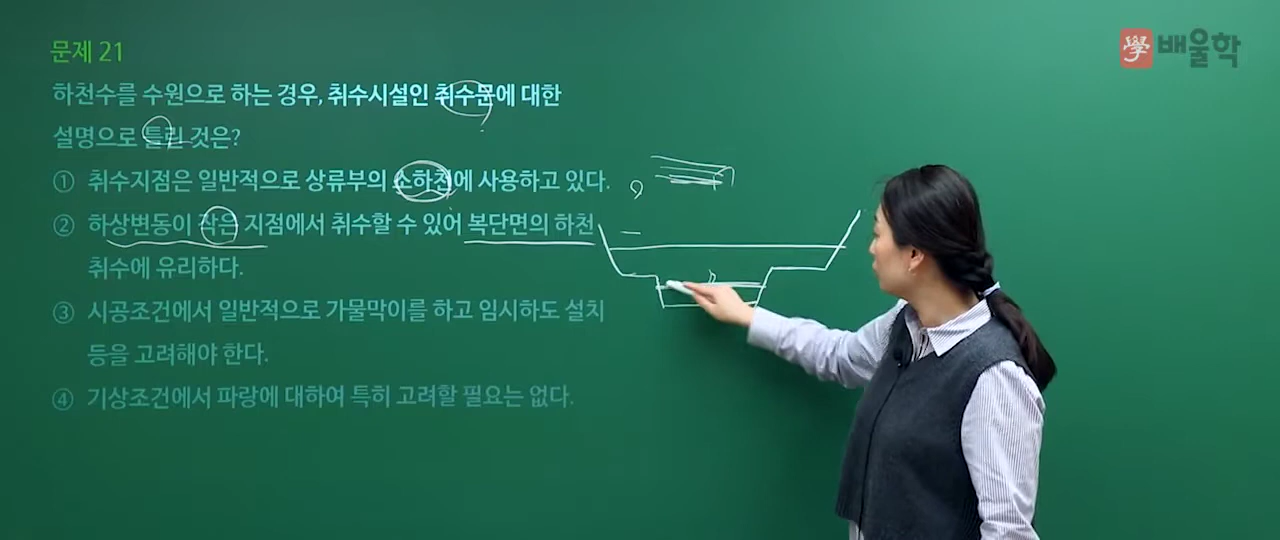 문제 21
學 배울학
하천수를 수원으로 하는 경우, 취수시설인 취수문에 대한
설명으로 틀린 것은?
① 취수지점은 일반적으로 상류부의 소하천에 사용하고 있다.
② 하상변동이 작은 지점에서 취수할 수 있어 복단면의 하천
취수에 유리하다.
③ 시공조건에서 일반적으로 가물막이를 하고 임시하도 설치
등을 고려해야 한다.
④ 기상조건에서 파랑에 대하여 특히 고려할 필요는 없다.